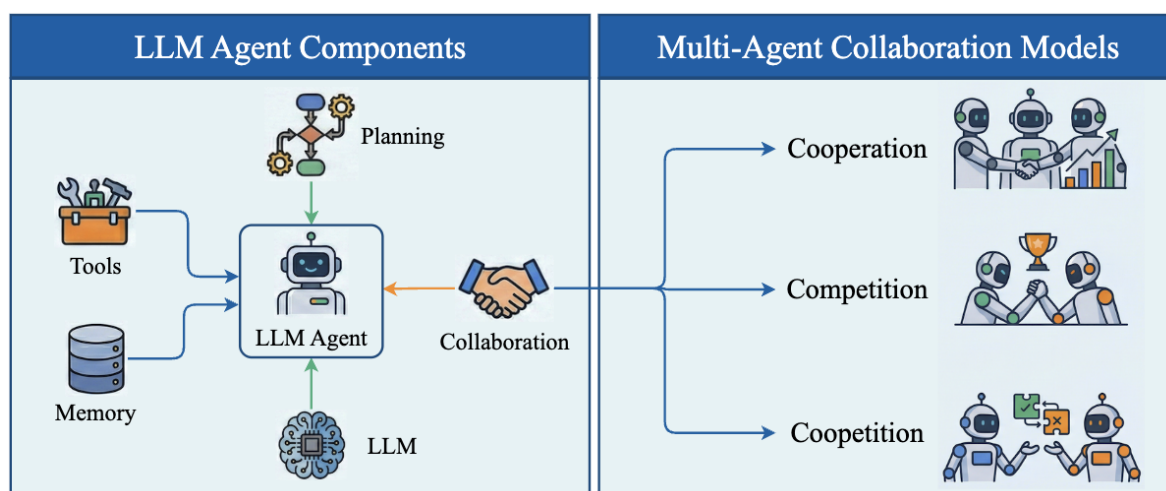 LLM Agent Components
Multi-Agent Collaboration Models
Planning
Tools
LLM Agent
Collaboration
Memory
LLM
Cooperation
Competition
Coopetition